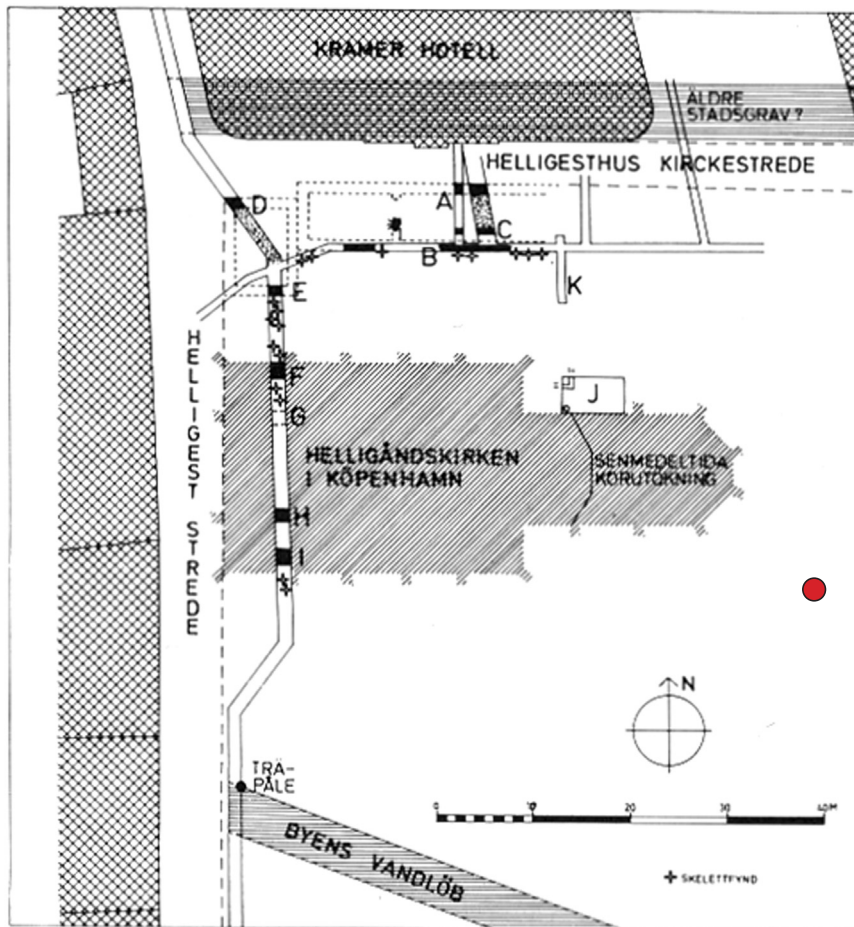 KRAMER HOTELL
ÄLDRE
STADSGRAV?
HELLIGESTHUS KIRCKESTREDE
A
D
C
B
E
K
HELLIGEST STREDE
F
J
G
HELLIGÅNDSKIRKEN
I KÖPENHAMN
SENMEDELTIDA
KORUTÖKNING
H
I
N
TRÄ-
PÅLE
0 10 20 30 40M
BYENS VANDLÖB
SKELETTFYND